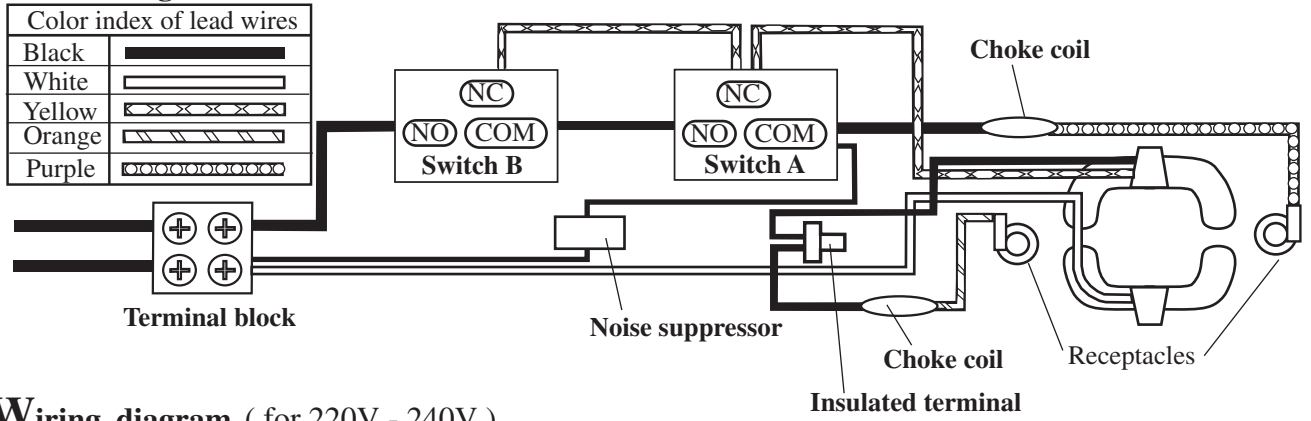 Color index of lead wires
Black
White
Yellow
Orange
Purple
Choke coil
NC
NO COM
Switch B
NC
NO COM
Switch A
Terminal block
Noise suppressor
Choke coil
Receptacles
Insulated terminal
Wiring diagram ( for 220V - 240V )